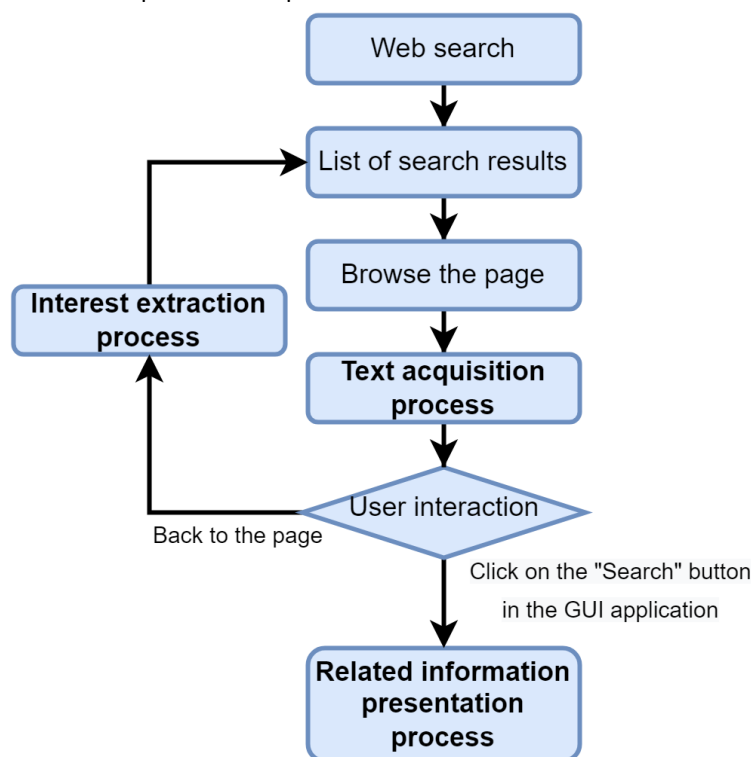 Web search
List of search results
Browse the page
Interest extraction
process
Text acquisition
process
User interaction
Back to the page
Click on the "Search" button
in the GUI application
Related information
presentation
process